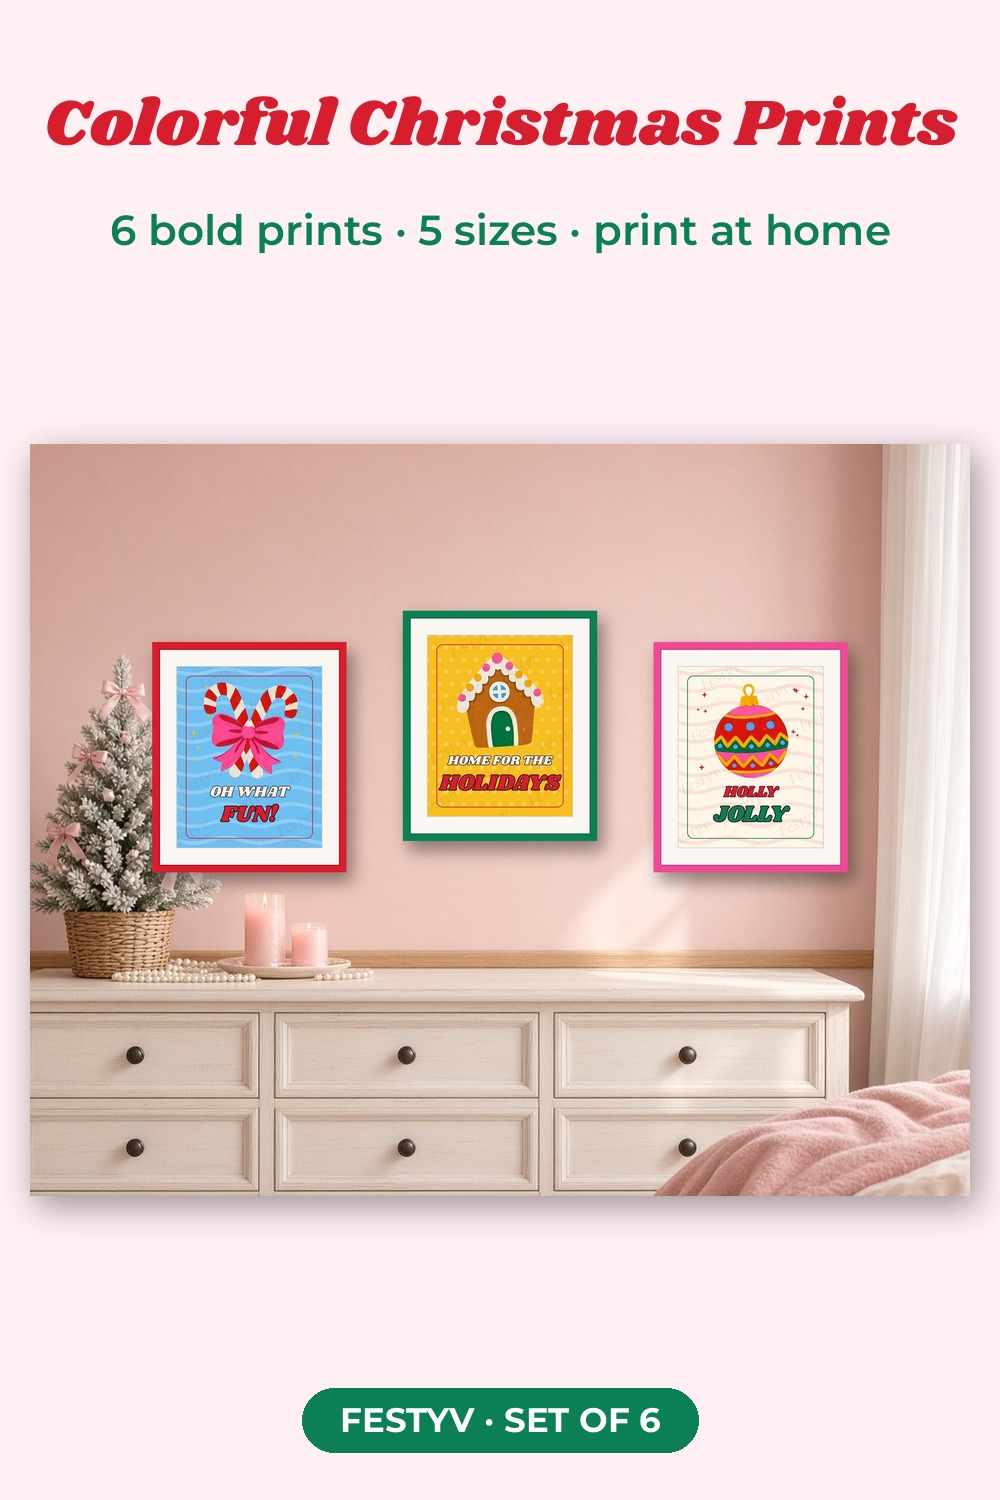 Colorful Christmas Prints
6 bold prints · 5 sizes · print at home
OH WHAT
FUN!
HOME FOR THE
HOLIDAYS
HOLLY
JOLLY
FESTYV · SET OF 6